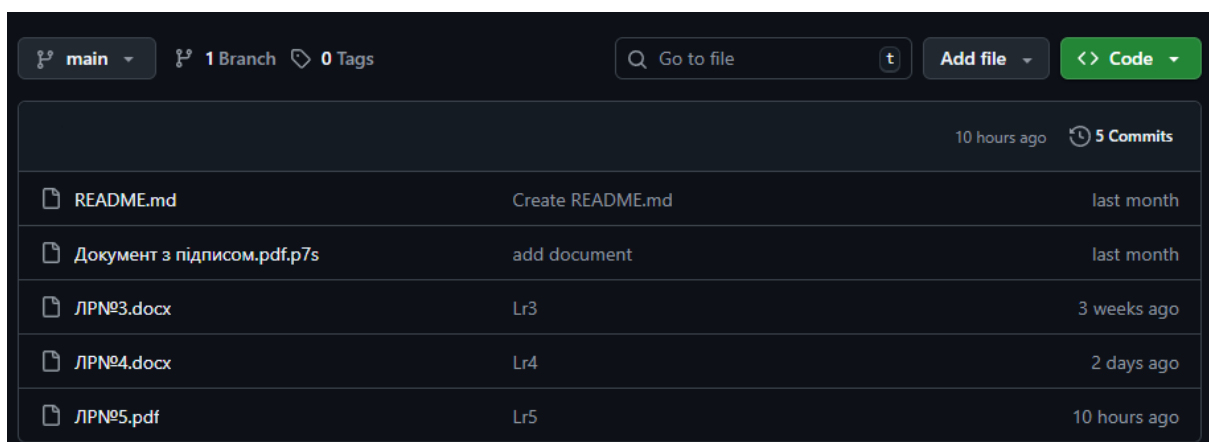 main 1 Branch 0 Tags Go to file t Add file <> Code
10 hours ago 5 Commits
README.md Create README.md last month
Документ з підписом.pdf.p7s add document last month
ЛР№3.docx Lr3 3 weeks ago
ЛР№4.docx Lr4 2 days ago
ЛР№5.pdf Lr5 10 hours ago